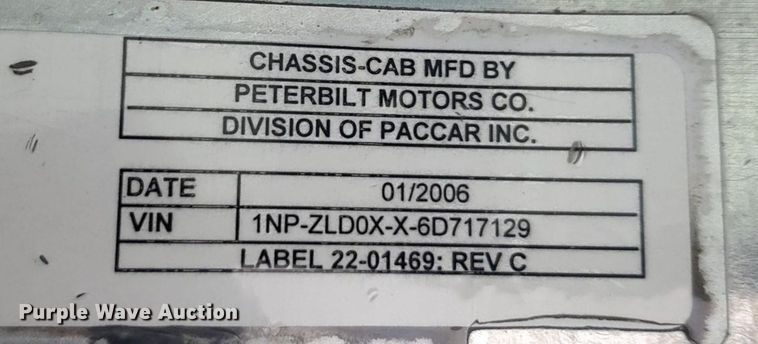 CHASSIS-CAB MFD BY
PETERBILT MOTORS CO.
DIVISION OF PACCAR INC.
DATE 01/2006
VIN 1NP-ZLD0X-X-6D717129
LABEL 22-01469: REV C
Purple Wave Auction